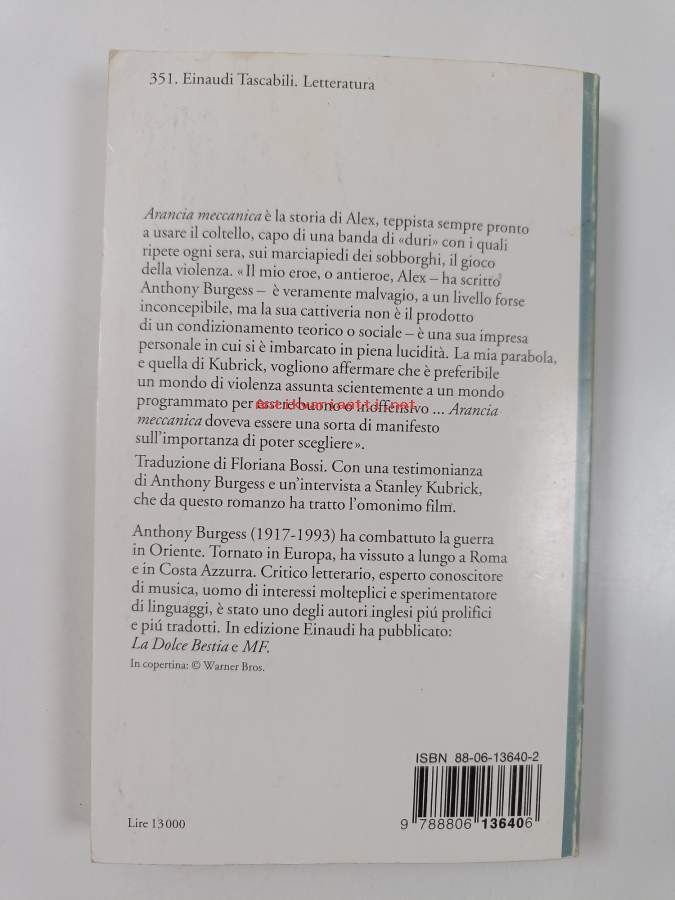 351. Einaudi Tascabili. Letteratura
Arancia meccanica è la storia di Alex, teppista sempre pronto
a usare il coltello, capo di una banda di «duri» con i quali
ripete ogni sera, sui marciapiedi dei sobborghi, il gioco
della violenza. «Il mio eroe, o antieroe, Alex – ha scritto
Anthony Burgess – è veramente malvagio, a un livello forse
inconcepibile, ma la sua cattiveria non è il prodotto
di un condizionamento teorico o sociale – è una sua impresa
personale in cui si è imbarcato in piena lucidità. La mia parabola,
e quella di Kubrick, vogliono affermare che è preferibile
un mondo di violenza assunta scientemente a un mondo
programmato per essere buono o inoffensivo ... Arancia
meccanica doveva essere una sorta di manifesto
sull'importanza di poter scegliere».
Traduzione di Floriana Bossi. Con una testimonianza
di Anthony Burgess e un'intervista a Stanley Kubrick,
che da questo romanzo ha tratto l'omonimo film.
Anthony Burgess (1917-1993) ha combattuto la guerra
in Oriente. Tornato in Europa, ha vissuto a lungo a Roma
e in Costa Azzurra. Critico letterario, esperto conoscitore
di musica, uomo di interessi molteplici e sperimentatore
di linguaggi, è stato uno degli autori inglesi piú prolifici
e piú tradotti. In edizione Einaudi ha pubblicato:
La Dolce Bestia e MF.
In copertina: © Warner Bros.
ISBN 88-06-13640-2
9 788806 136406
Lire 13000